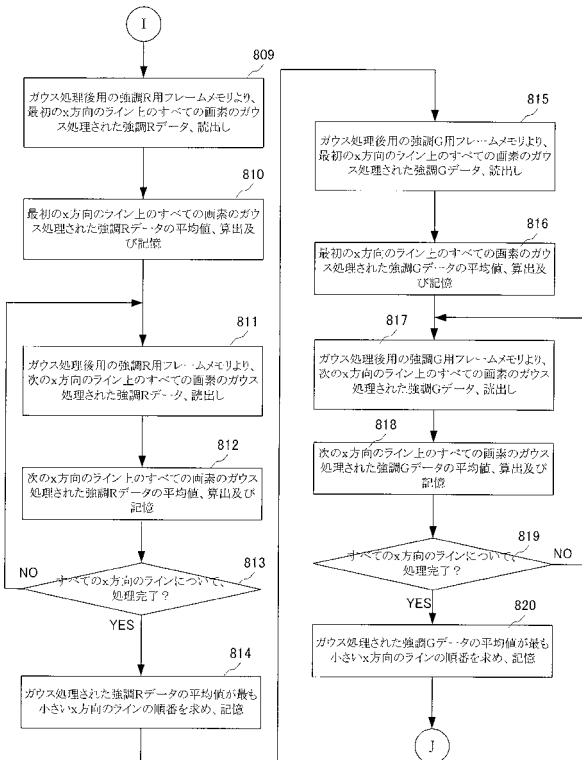 I
809
ガウス処理後用の強調R用フレームメモリより、
最初のx方向のライン上のすべての画素のガウ
ス処理された強調Rデータ、読出し
810
最初のx方向のライン上のすべての画素のガウ
ス処理された強調Rデータの平均値、算出及
び記憶
811
ガウス処理後用の強調R用フレームメモリより、
次のx方向のライン上のすべての画素のガウス
処理された強調Rデータ、読出し
812
次のx方向のライン上のすべての画素のガウス
処理された強調Rデータの平均値、算出及び
記憶
813
すべてのx方向のラインについて、
処理完了？
NO
YES
814
ガウス処理された強調Rデータの平均値が最も
小さいx方向のラインの順番を求め、記憶
815
ガウス処理後用の強調G用フレームメモリより、
最初のx方向のライン上のすべての画素のガウ
ス処理された強調Gデータ、読出し
816
最初のx方向のライン上のすべての画素のガウ
ス処理された強調Gデータの平均値、算出及
び記憶
817
ガウス処理後用の強調G用フレームメモリより、
次のx方向のライン上のすべての画素のガウス
処理された強調Gデータ、読出し
818
次のx方向のライン上のすべての画素のガウス
処理された強調Gデータの平均値、算出及び
記憶
819
すべてのx方向のラインについて、
処理完了？
NO
YES
820
ガウス処理された強調Gデータの平均値が最も
小さいx方向のラインの順番を求め、記憶
J